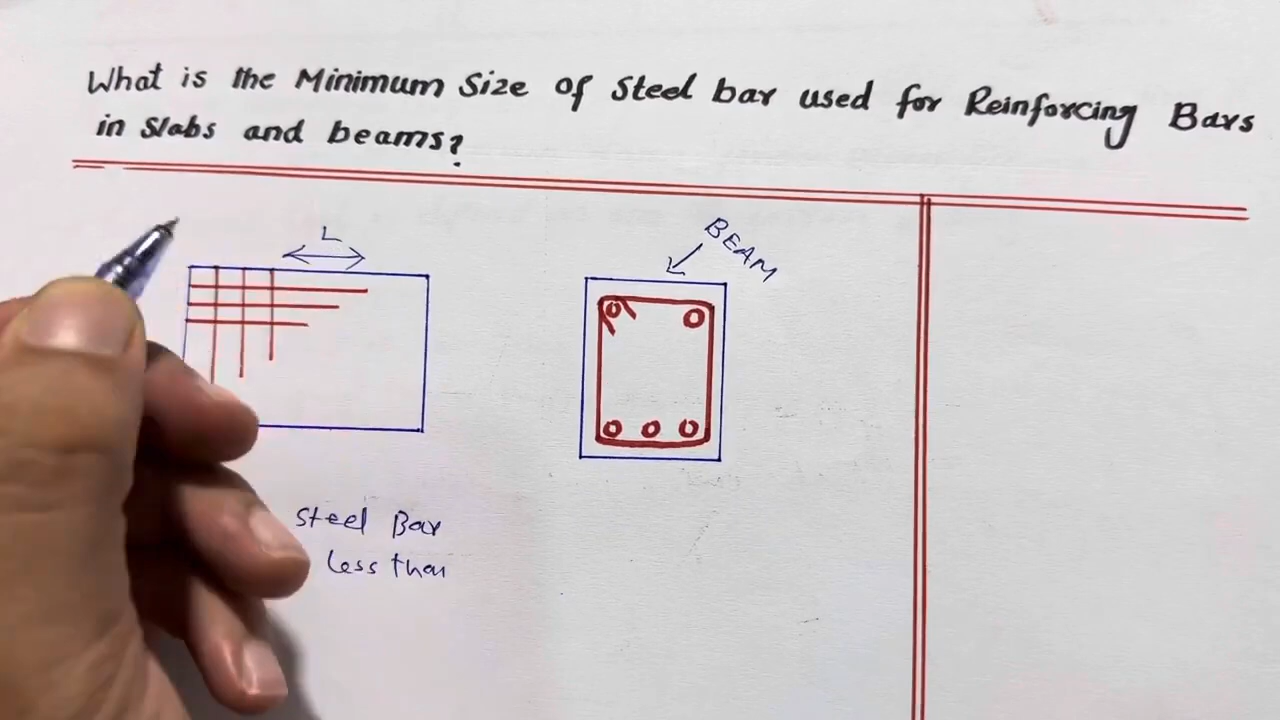 What is the Minimum Size of Steel bar used for Reinforcing Bars
in Slabs and beams?
L
BEAM
Steel Bar
less than